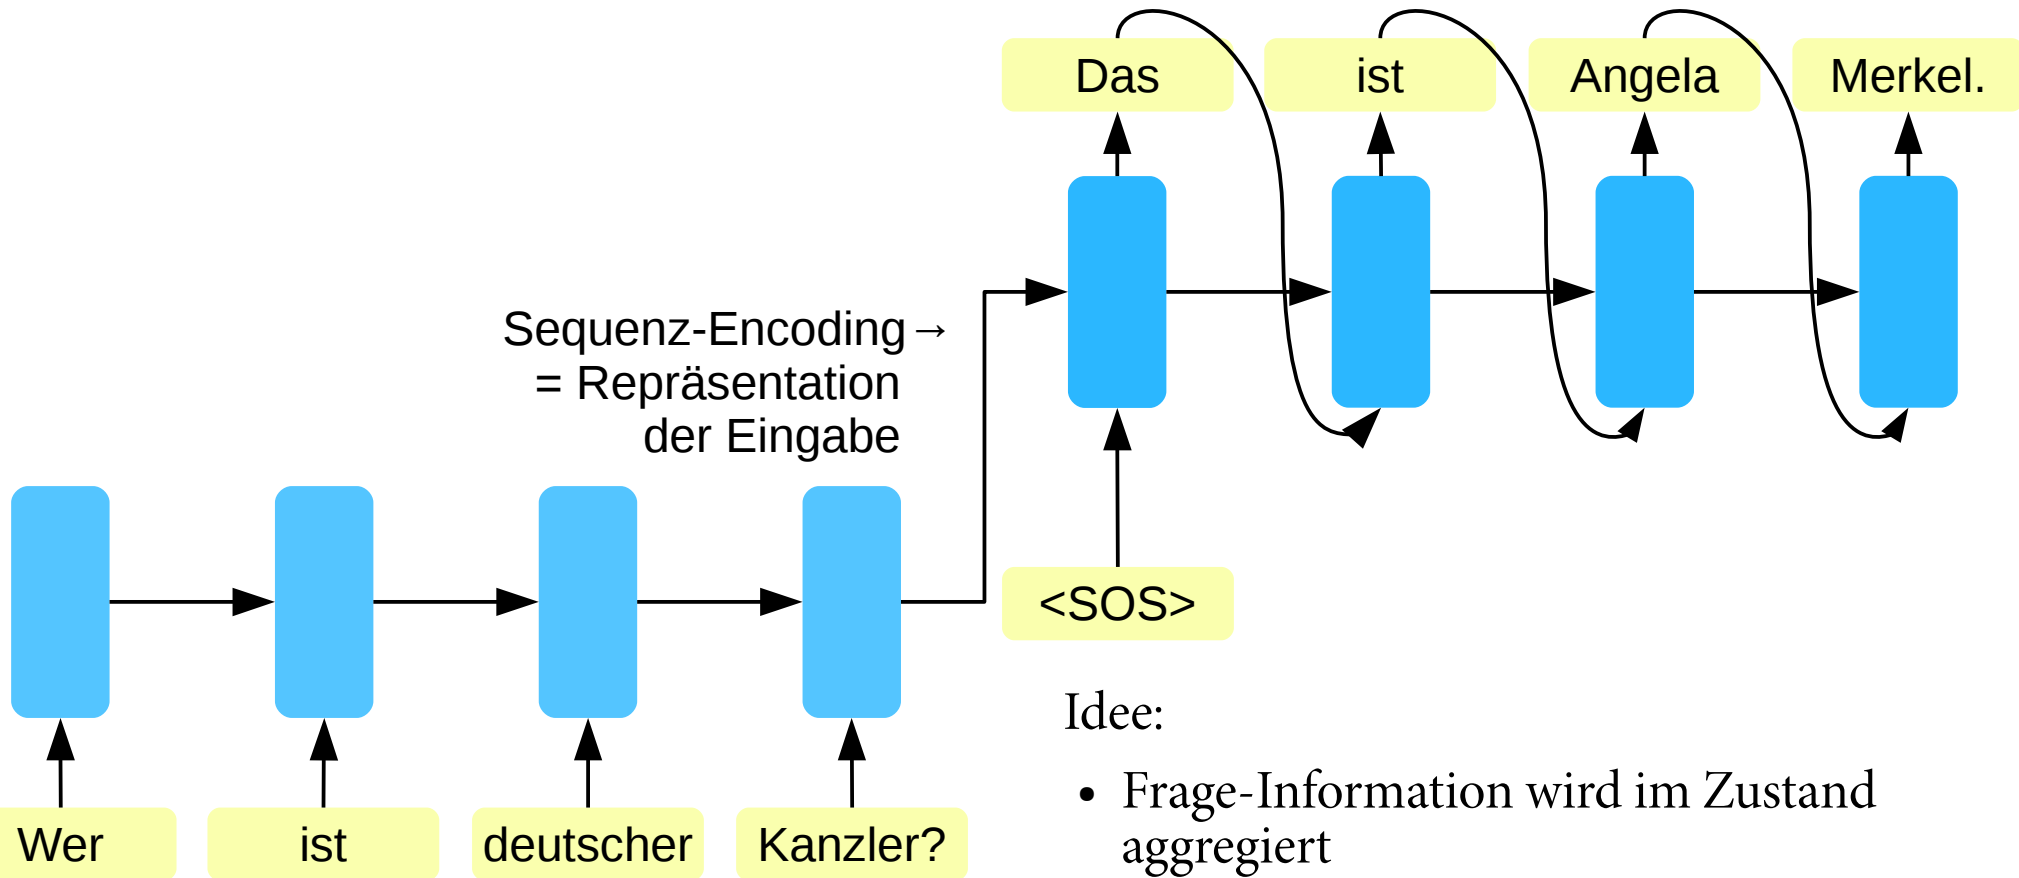 Das ist Angela Merkel.
Sequenz-Encoding→
= Repräsentation
der Eingabe
<SOS>
Wer ist deutscher Kanzler?
Idee:
• Frage-Information wird im Zustand
aggregiert